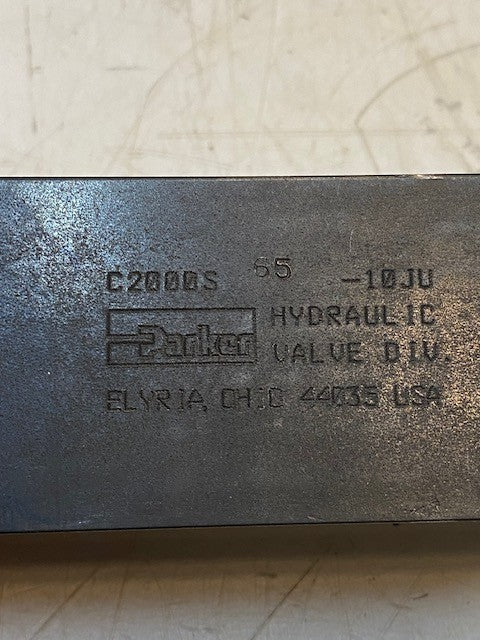 C2000S 65 -10JU
Parker HYDRAULIC
VALVE DIV.
ELYRIA, OHIO 44035 USA